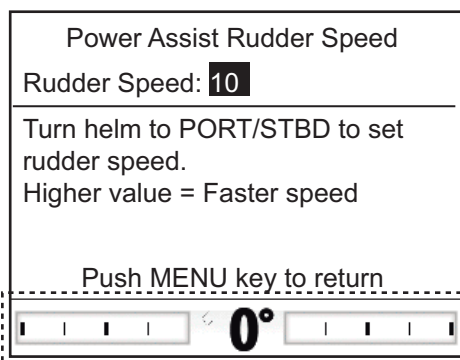 Power Assist Rudder Speed
Rudder Speed: 10
Turn helm to PORT/STBD to set
rudder speed.
Higher value = Faster speed
Push MENU key to return
0°